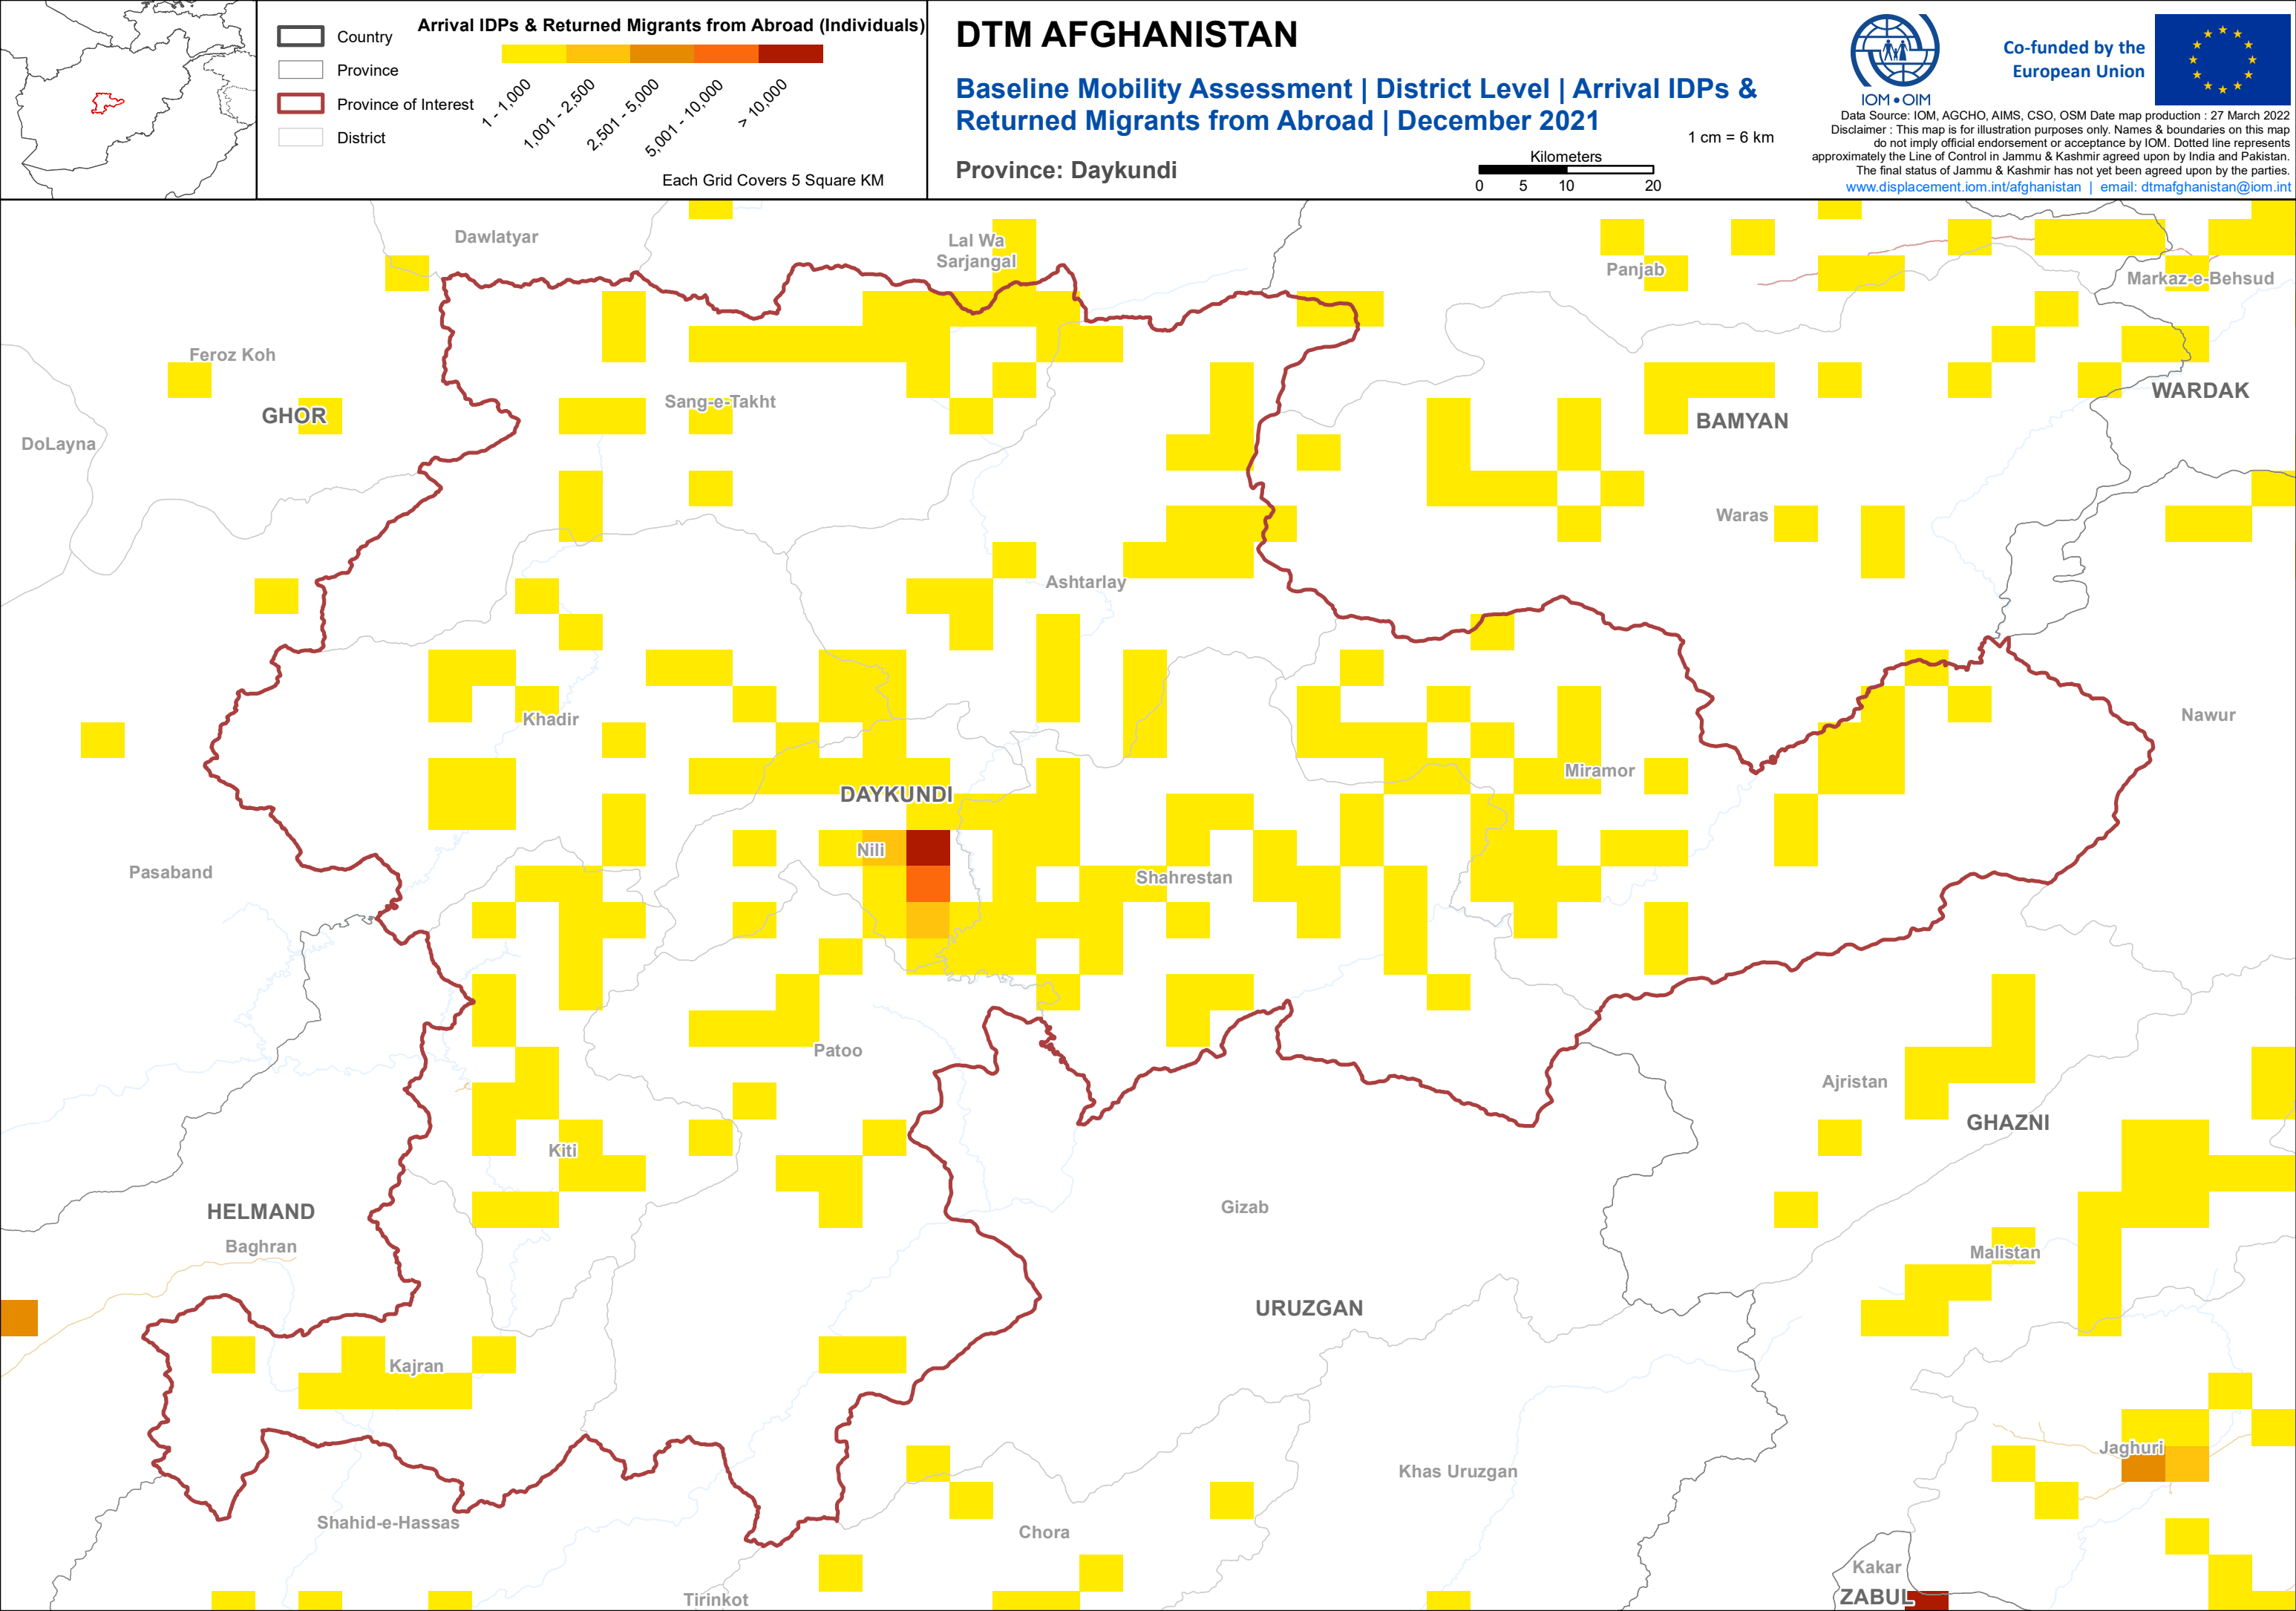 Country
Province
Province of Interest
District
Arrival IDPs & Returned Migrants from Abroad (Individuals)
1 - 1,000
1,001 - 2,500
2,501 - 5,000
5,001 - 10,000
> 10,000
Each Grid Covers 5 Square KM
DTM AFGHANISTAN
Baseline Mobility Assessment | District Level | Arrival IDPs &
Returned Migrants from Abroad | December 2021
Province: Daykundi
1 cm = 6 km
Kilometers
0 5 10 20
IOM • OIM
Co-funded by the
European Union
Data Source: IOM, AGCHO, AIMS, CSO, OSM Date map production : 27 March 2022
Disclaimer : This map is for illustration purposes only. Names & boundaries on this map
do not imply official endorsement or acceptance by IOM. Dotted line represents
approximately the Line of Control in Jammu & Kashmir agreed upon by India and Pakistan.
The final status of Jammu & Kashmir has not yet been agreed upon by the parties.
www.displacement.iom.int/afghanistan | email: dtmafghanistan@iom.int
Dawlatyar
Lal Wa
Sarjangal
Panjab
Markaz-e-Behsud
Feroz Koh
WARDAK
Sang-e-Takht
GHOR
BAMYAN
DoLayna
Waras
Ashtarlay
Khadir
Nawur
Miramor
DAYKUNDI
Nili
Pasaband
Shahrestan
Patoo
Ajristan
GHAZNI
Kiti
HELMAND
Gizab
Baghran
Malistan
URUZGAN
Kajran
Jaghuri
Khas Uruzgan
Shahid-e-Hassas
Chora
Kakar
Tirinkot
ZABUL